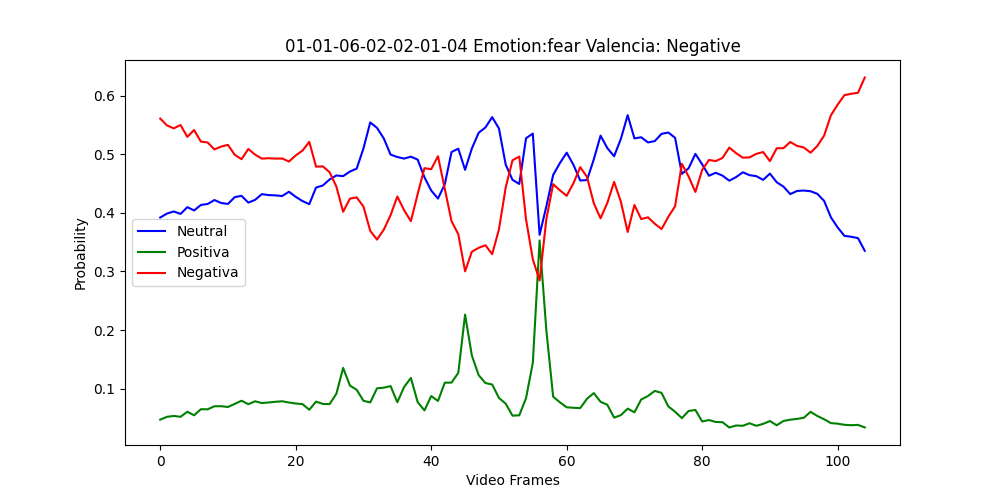 01-01-06-02-02-01-04 Emotion:fear Valencia: Negative
Probability
0.6
0.5
0.4
0.3
0.2
0.1
Neutral
Positiva
Negativa
0 20 40 60 80 100
Video Frames